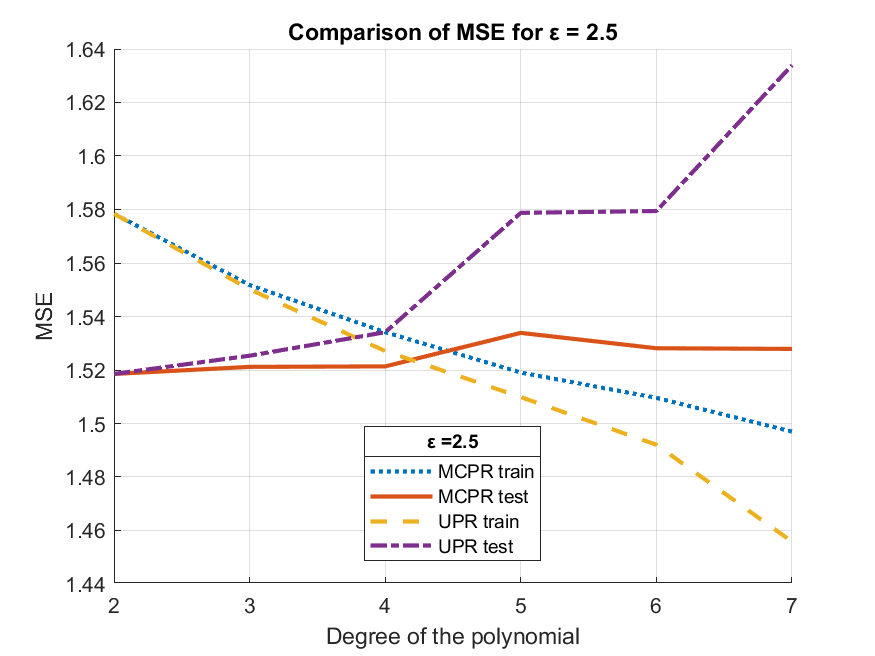 Comparison of MSE for ε = 2.5
1.64
1.62
1.6
1.58
1.56
1.54
1.52
1.5
1.48
1.46
1.44
MSE
ε =2.5
MCPR train
MCPR test
UPR train
UPR test
2 3 4 5 6 7
Degree of the polynomial